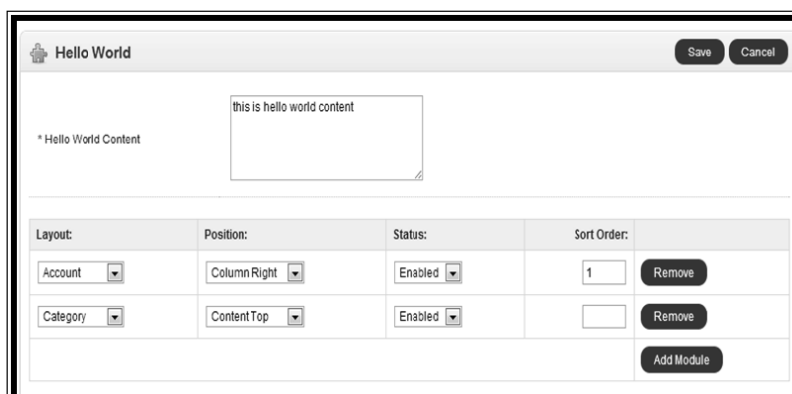 Hello World Save Cancel
this is hello world content
* Hello World Content
Layout: Position: Status: Sort Order:
Account Column Right Enabled 1 Remove
Category Content Top Enabled Remove
Add Module